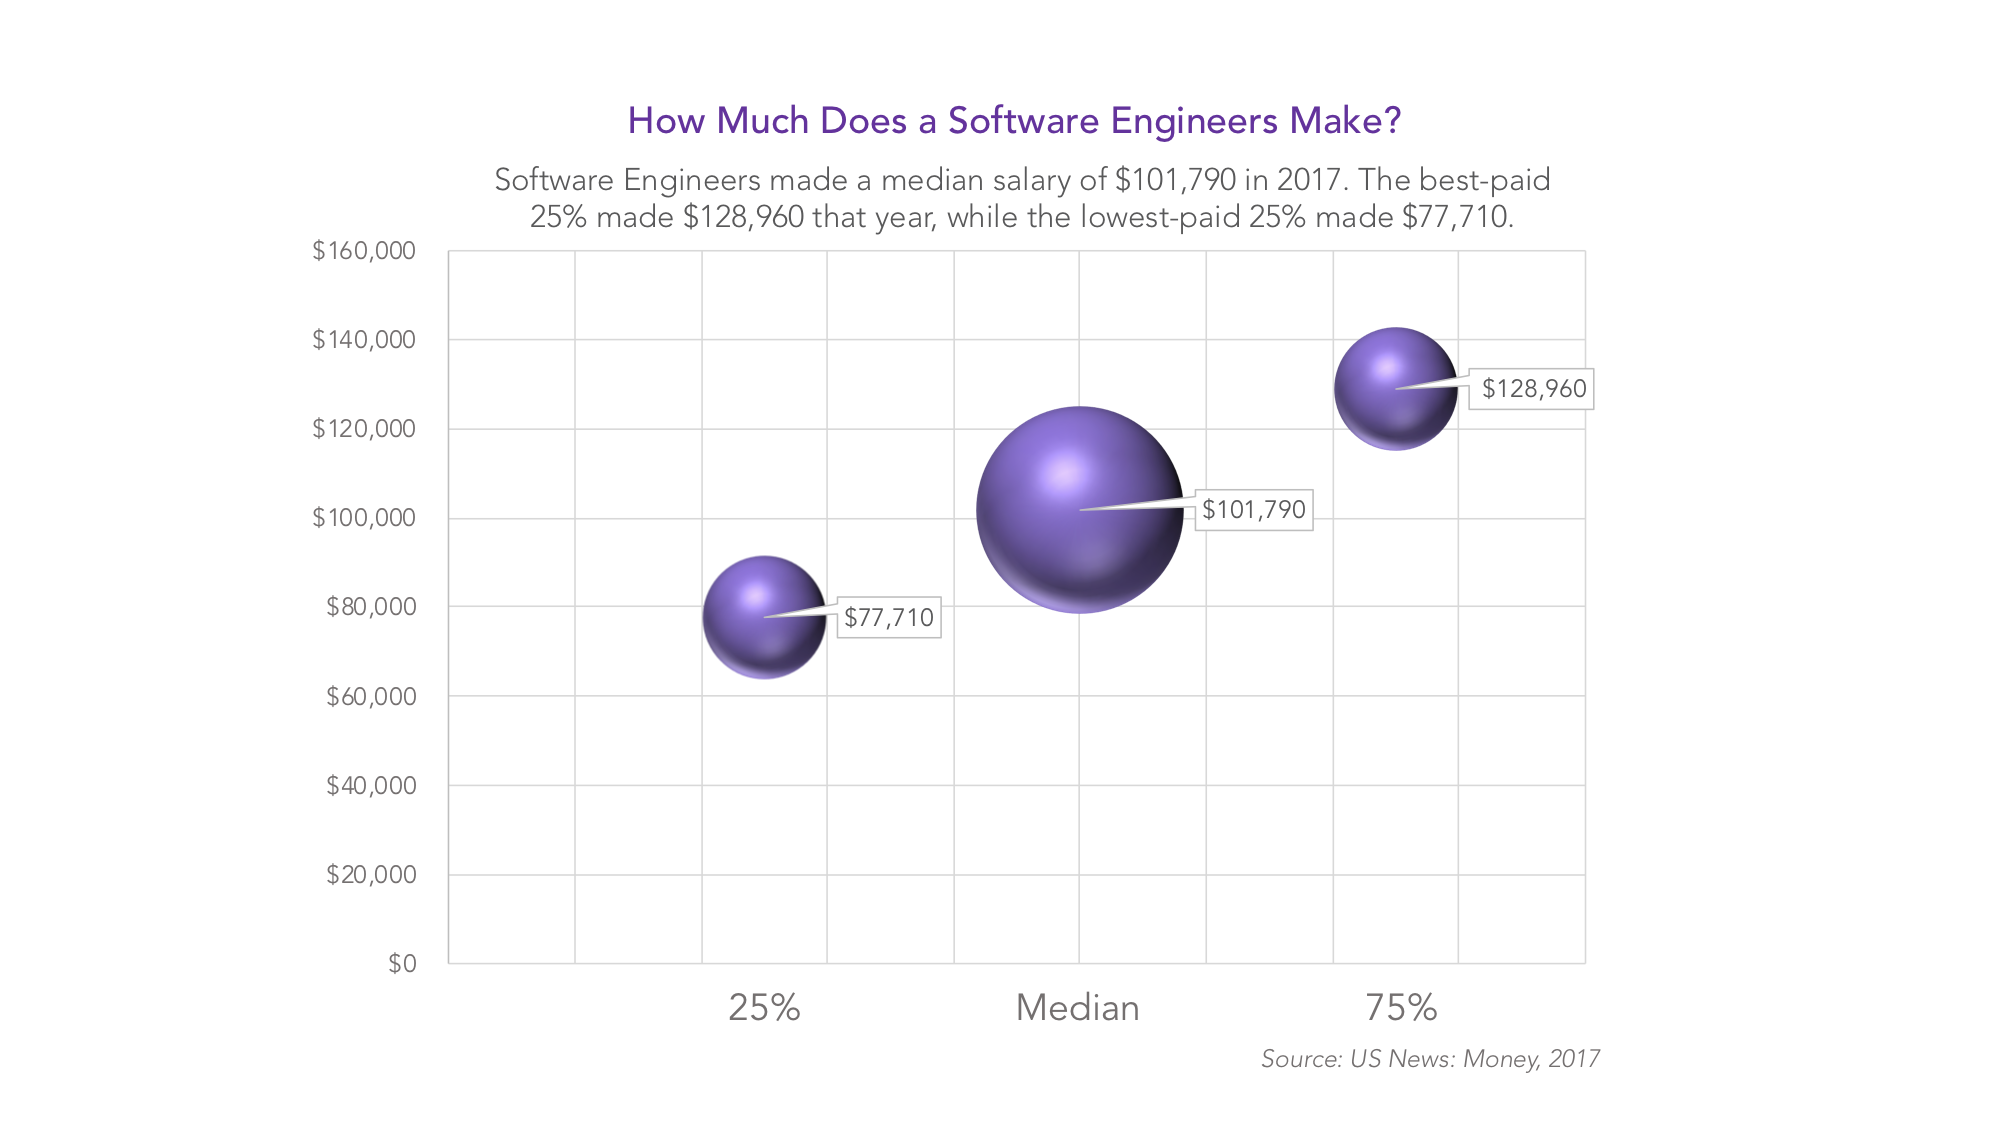 How Much Does a Software Engineers Make?
Software Engineers made a median salary of $101,790 in 2017. The best-paid
25% made $128,960 that year, while the lowest-paid 25% made $77,710.
$160,000
$140,000
$128,960
$120,000
$101,790
$100,000
$80,000
$77,710
$60,000
$40,000
$20,000
$0
25%
Median
75%
Source: US News: Money, 2017